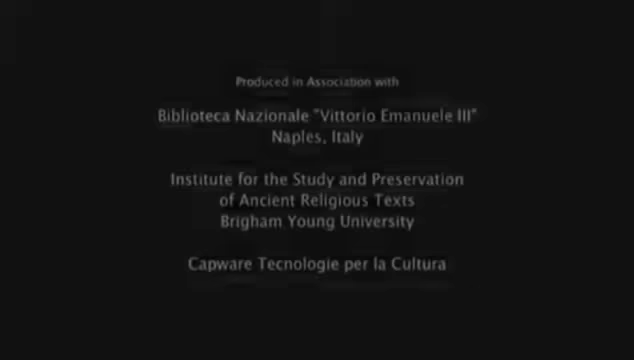 Produced in Association with
Biblioteca Nazionale "Vittorio Emanuele III"
Naples, Italy
Institute for the Study and Preservation
of Ancient Religious Texts
Brigham Young University
Capware Tecnologie per la Cultura